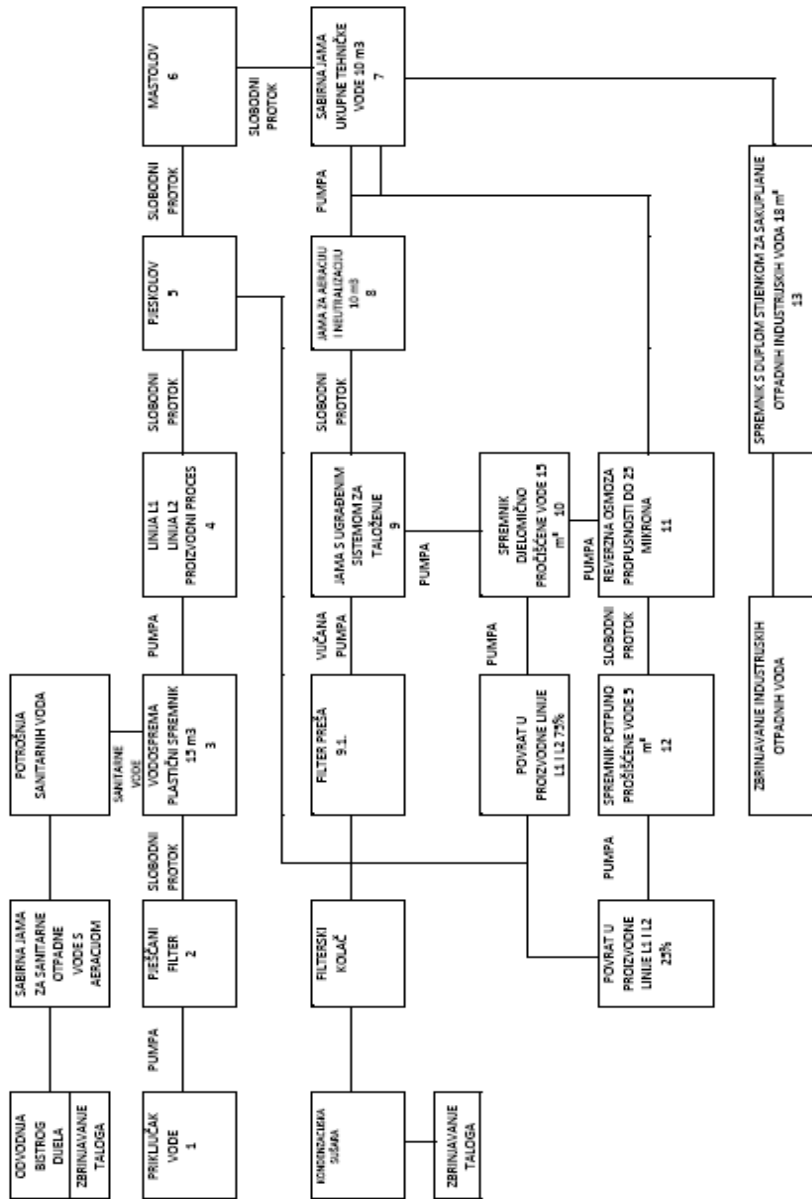 ODVODNJA
BISTROG
DIJELA
ZBRINJAVANJE
TALOGA
SABIRNA JAMA
ZA SANITARNE
OTPADNE
VODE S
AERACIJOM
POTROŠNJA
SANITARNIH VODA
SANITARNE
VODE
PRIKLJUČAK
VODE
1
PUMPA
PJEŠČANI
FILTER
2
SLOBODNI
PROTOK
VODOSPREMA
PLASTIČNI SPREMNIK
15 m3
3
PUMPA
LINIJA L1
LINIJA L2
PROIZVODNI PROCES
4
SLOBODNI
PROTOK
PJESKOLOV
5
SLOBODNI
PROTOK
MASTOLOV
6
SLOBODNI
PROTOK
KONDENZACIJSKA
SUŠARA
FILTERSKI
KOLAČ
FILTER PREŠA
9.1.
VIJČANA
PUMPA
JAMA S UGRAĐENIM
SISTEMOM ZA
TALOŽENJE
9
SLOBODNI
PROTOK
JAMA ZA AERACIJU
I NEUTRALIZACIJU
10 m3
8
PUMPA
SABIRNA JAMA
UKUPNE TEHNIČKE
VODE 10 m3
7
ZBRINJAVANJE
TALOGA
PUMPA
POVRAT U
PROIZVODNE LINIJE
L1 I L2 75%
PUMPA
SPREMNIK
DJELOMIČNO
PROČIŠĆENE VODE 15
m³
10
PUMPA
POVRAT U
PROIZVODNE
LINIJE L1 I L2
25%
PUMPA
SPREMNIK POTPUNO
PROŠIŠĆENE VODE 5
m³
12
SLOBODNI
PROTOK
REVERZNA OSMOZA
PROPUSNOSTI DO 25
MIKRONA
11
ZBRINJAVANJE INDUSTRIJSKIH
OTPADNIH VODA
SPREMNIK S DUPLOM STIJENKOM ZA SAKUPLJANJE
OTPADNIH INDUSTRIJSKIH VODA 18 m³
13